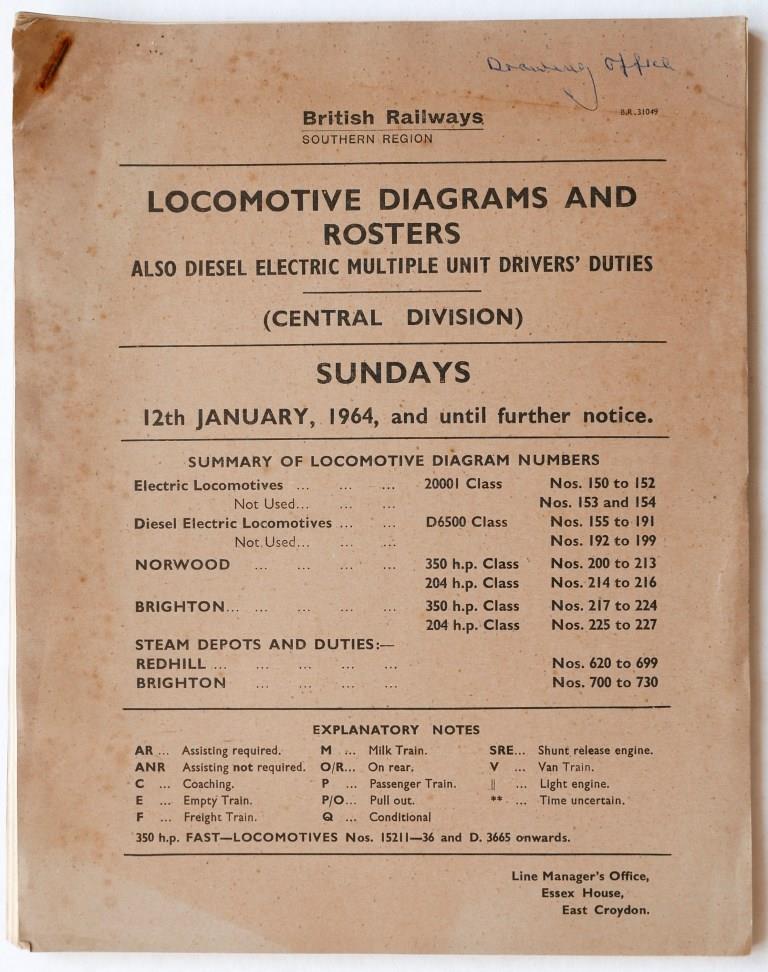 Drawing Office
British Railways
B.R. 31049
SOUTHERN REGION
LOCOMOTIVE DIAGRAMS AND
ROSTERS
ALSO DIESEL ELECTRIC MULTIPLE UNIT DRIVERS' DUTIES
(CENTRAL DIVISION)
SUNDAYS
12th JANUARY, 1964, and until further notice.
SUMMARY OF LOCOMOTIVE DIAGRAM NUMBERS
Electric Locomotives ... ... ... 20001 Class Nos. 150 to 152
Not Used... ... ... Nos. 153 and 154
Diesel Electric Locomotives ... ... D6500 Class Nos. 155 to 191
Not Used... ... ... Nos. 192 to 199
NORWOOD ... ... ... ... 350 h.p. Class Nos. 200 to 213
204 h.p. Class Nos. 214 to 216
BRIGHTON... ... ... ... ... 350 h.p. Class Nos. 217 to 224
204 h.p. Class Nos. 225 to 227
STEAM DEPOTS AND DUTIES:—
REDHILL ... ... ... ... ... Nos. 620 to 699
BRIGHTON ... ... ... ... Nos. 700 to 730
EXPLANATORY NOTES
AR ... Assisting required. M ... Milk Train. SRE... Shunt release engine.
ANR Assisting not required. O/R... On rear. V ... Van Train.
C ... Coaching. P ... Passenger Train. || ... Light engine.
E ... Empty Train. P/O... Pull out. ** ... Time uncertain.
F ... Freight Train. Q ... Conditional
350 h.p. FAST—LOCOMOTIVES Nos. 15211—36 and D. 3665 onwards.
Line Manager's Office,
Essex House,
East Croydon.